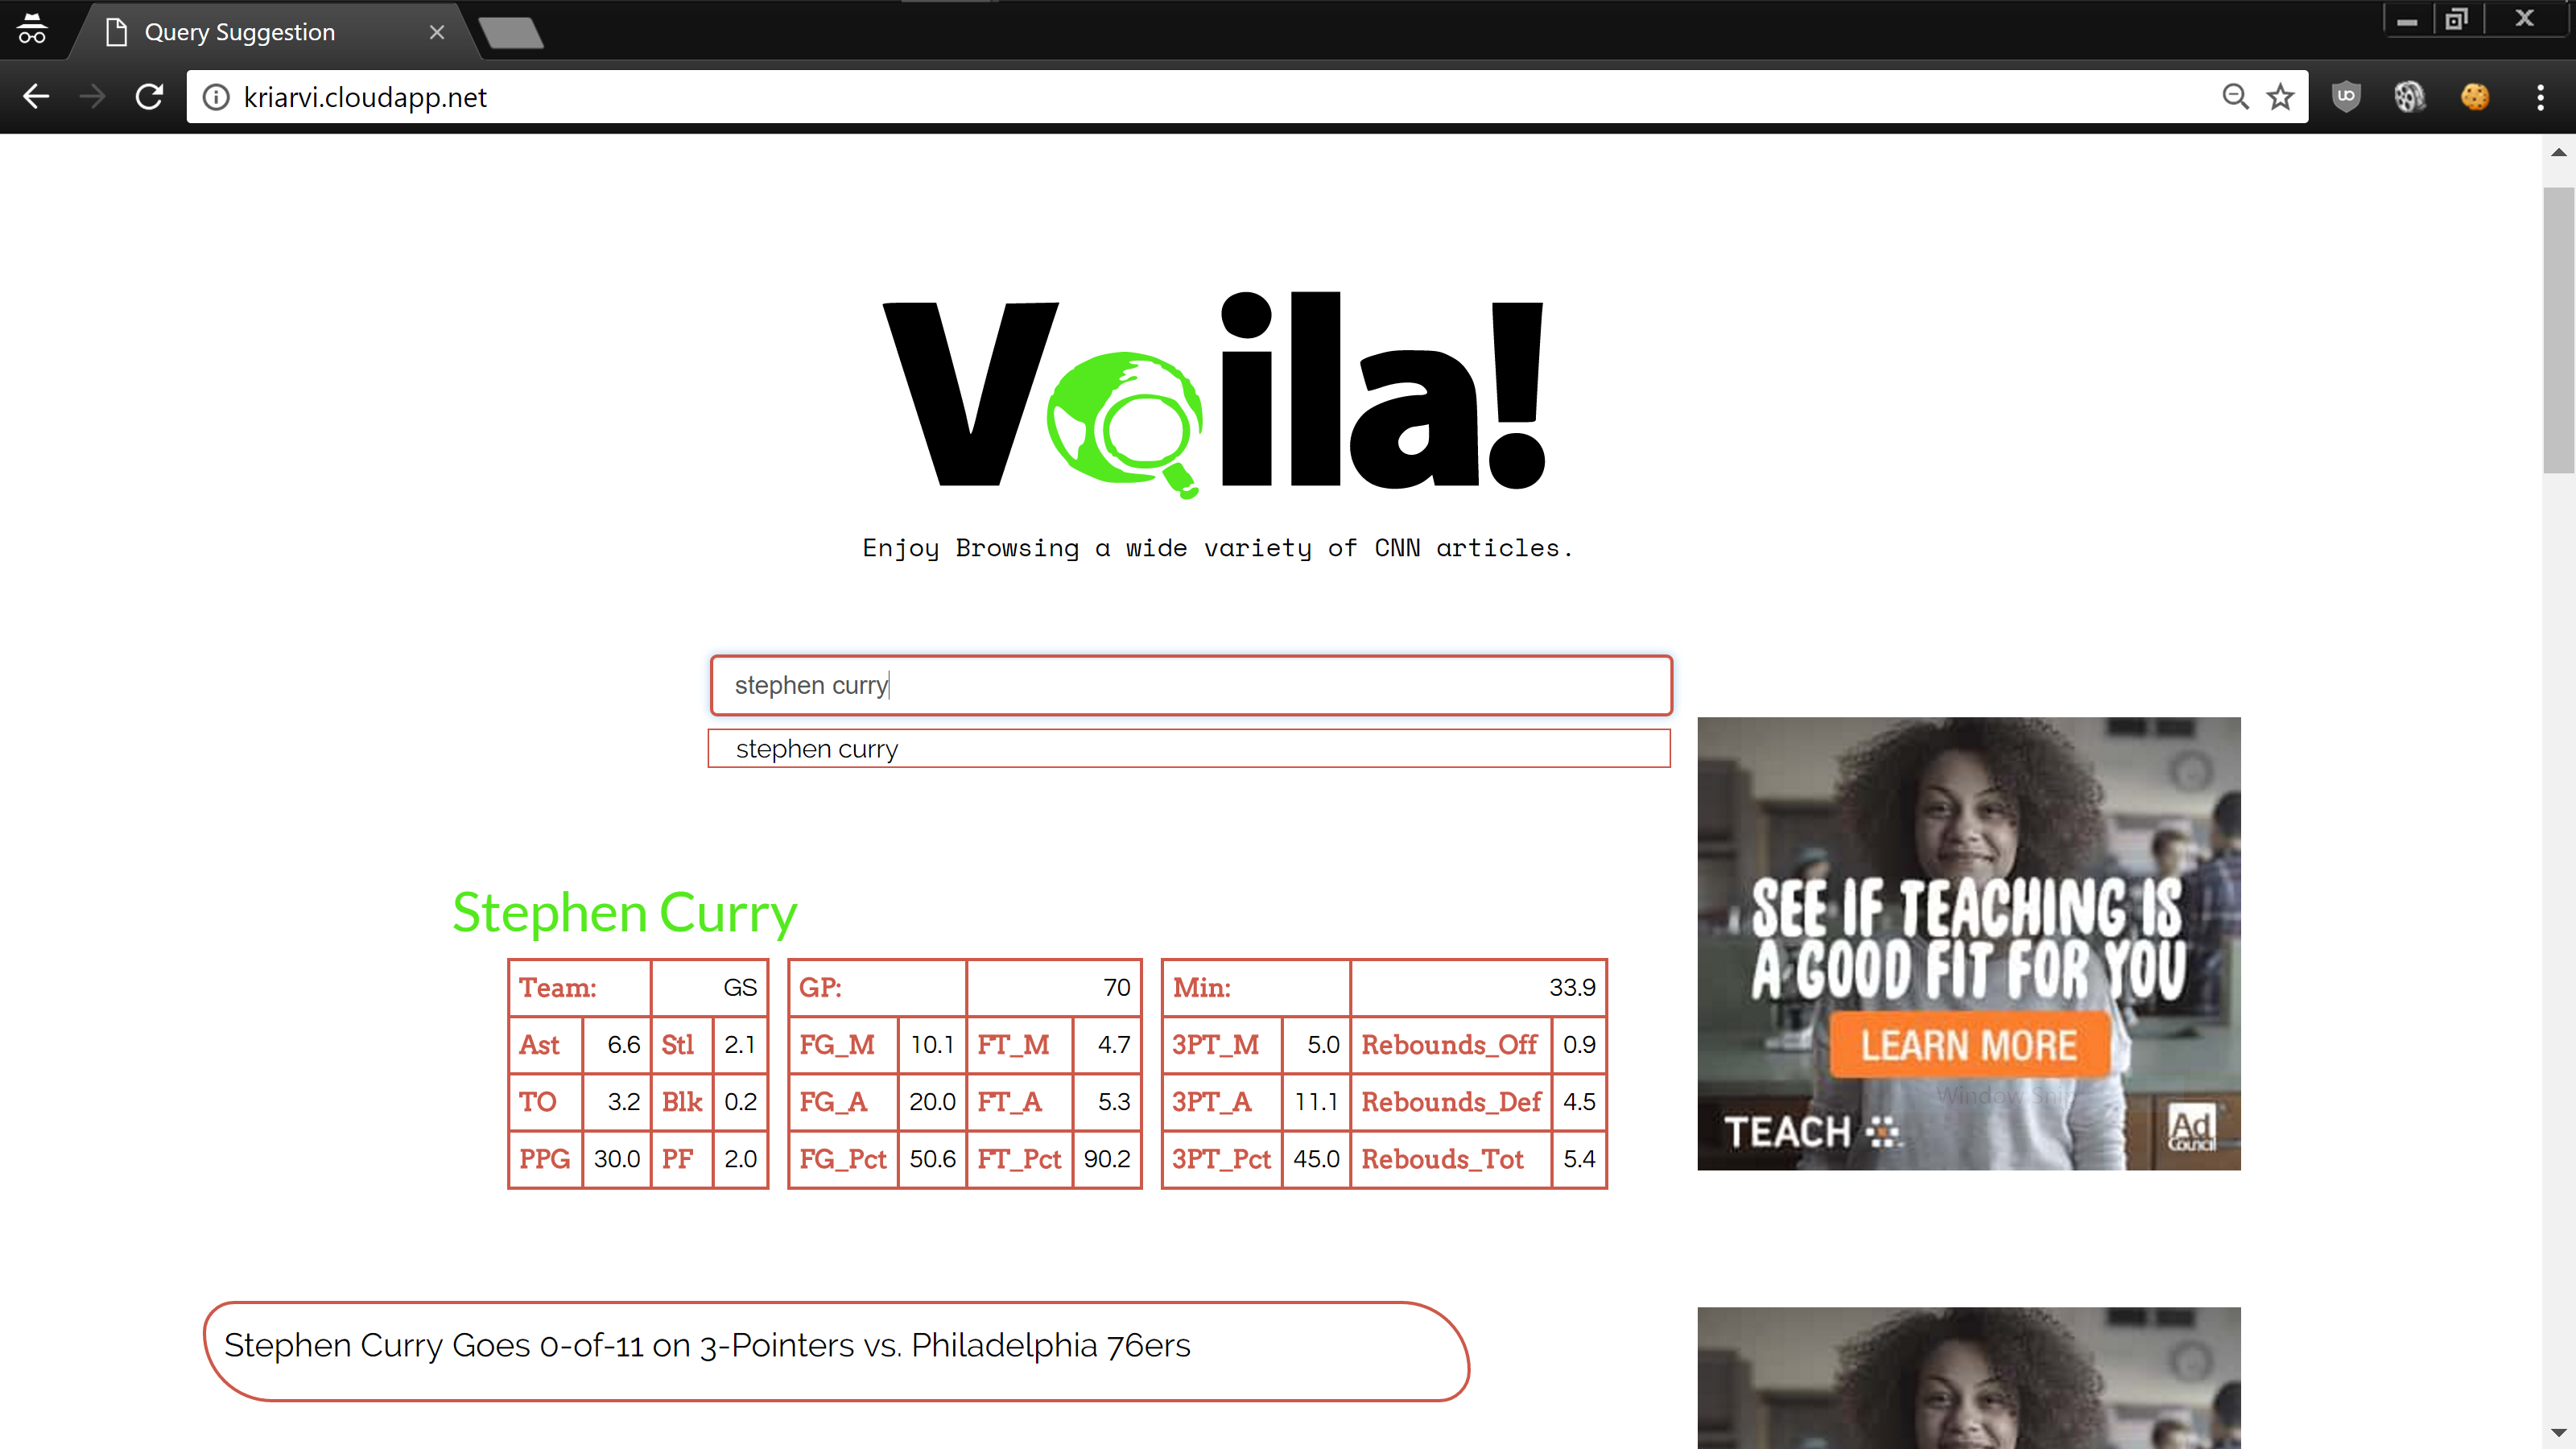 Query Suggestion
kriarvi.cloudapp.net
Voila!
Enjoy Browsing a wide variety of CNN articles.
stephen curry
stephen curry
Stephen Curry
Team: GS GP: 70 Min: 33.9
Ast 6.6 Stl 2.1 FG_M 10.1 FT_M 4.7 3PT_M 5.0 Rebounds_Off 0.9
TO 3.2 Blk 0.2 FG_A 20.0 FT_A 5.3 3PT_A 11.1 Rebounds_Def 4.5
PPG 30.0 PF 2.0 FG_Pct 50.6 FT_Pct 90.2 3PT_Pct 45.0 Rebouds_Tot 5.4
SEE IF TEACHING IS
A GOOD FIT FOR YOU
LEARN MORE
Window Snip
TEACH
Ad
Council
Stephen Curry Goes 0-of-11 on 3-Pointers vs. Philadelphia 76ers